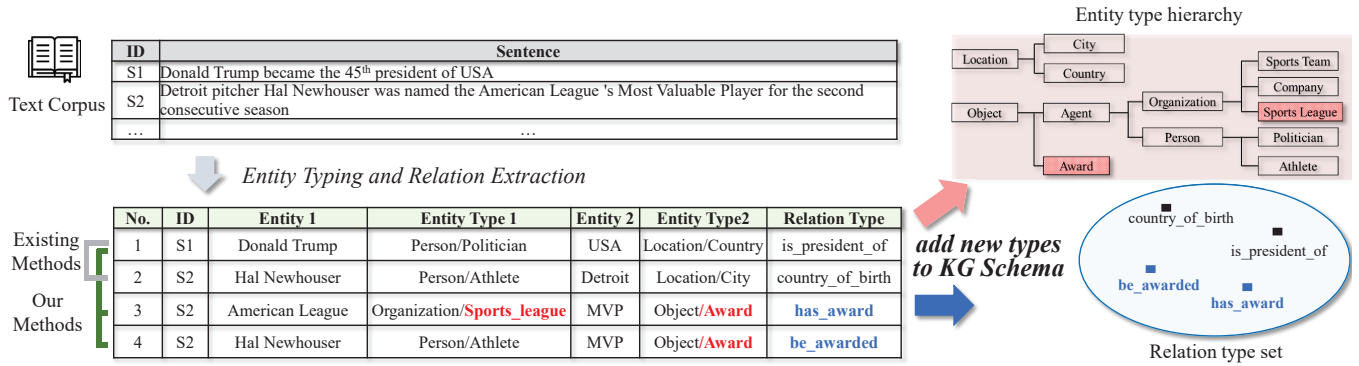 Text Corpus
ID Sentence
S1 Donald Trump became the 45th president of USA
S2 Detroit pitcher Hal Newhouser was named the American League 's Most Valuable Player for the second
consecutive season
... ...
Entity Typing and Relation Extraction
No. ID Entity 1 Entity Type 1 Entity 2 Entity Type2 Relation Type
1 S1 Donald Trump Person/Politician USA Location/Country is_president_of
2 S2 Hal Newhouser Person/Athlete Detroit Location/City country_of_birth
3 S2 American League Organization/Sports_league MVP Object/Award has_award
4 S2 Hal Newhouser Person/Athlete MVP Object/Award be_awarded
Existing
Methods
Our
Methods
add new types
to KG Schema
Entity type hierarchy
Location
City
Country
Object
Agent
Award
Organization
Person
Sports Team
Company
Sports League
Politician
Athlete
country_of_birth
is_president_of
be_awarded
has_award
Relation type set